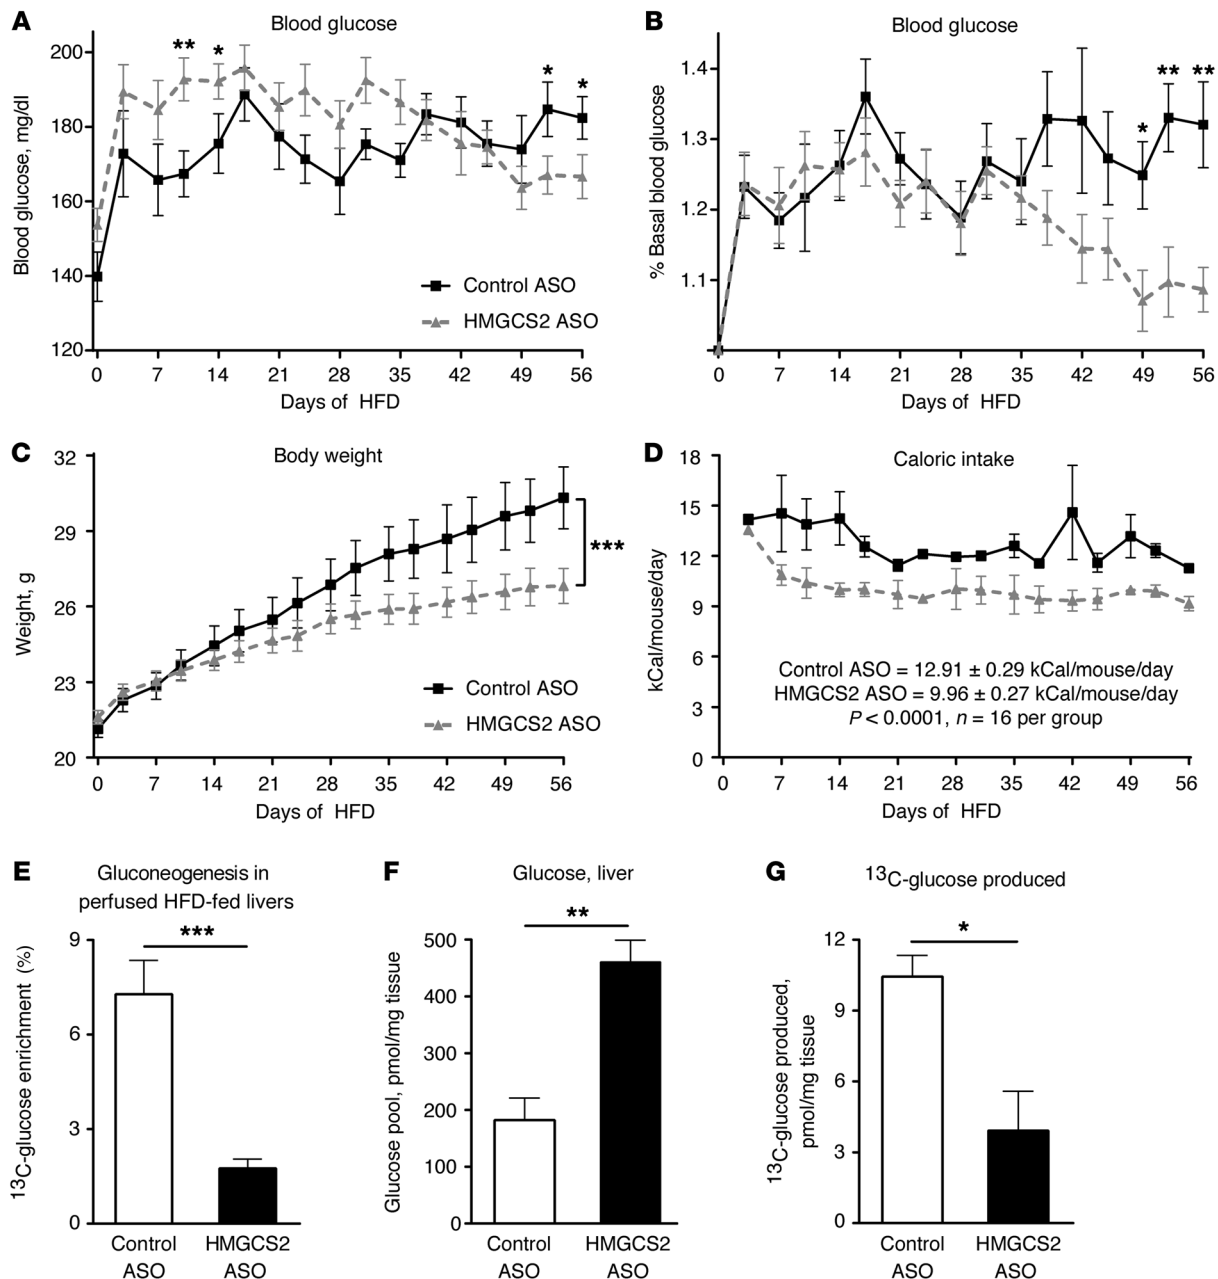 A
Blood glucose
Blood glucose, mg/dl
200
180
160
140
120
** * * *
Control ASO
HMGCS2 ASO
0 7 14 21 28 35 42 49 56
Days of HFD
B
Blood glucose
% Basal blood glucose
1.4
1.3
1.2
1.1
* ** **
0 7 14 21 28 35 42 49 56
Days of HFD
C
Body weight
Weight, g
32
29
26
23
20
***
Control ASO
HMGCS2 ASO
0 7 14 21 28 35 42 49 56
Days of HFD
D
Caloric intake
kCal/mouse/day
18
15
12
9
6
3
0
Control ASO = 12.91 ± 0.29 kCal/mouse/day
HMGCS2 ASO = 9.96 ± 0.27 kCal/mouse/day
P < 0.0001, n = 16 per group
0 7 14 21 28 35 42 49 56
Days of HFD
E
Gluconeogenesis in
perfused HFD-fed livers
13C-glucose enrichment (%)
9
6
3
0
***
Control
ASO
HMGCS2
ASO
F
Glucose, liver
Glucose pool, pmol/mg tissue
500
400
300
200
100
0
**
Control
ASO
HMGCS2
ASO
G
13C-glucose produced
13C-glucose produced,
pmol/mg tissue
12
9
6
3
0
*
Control
ASO
HMGCS2
ASO